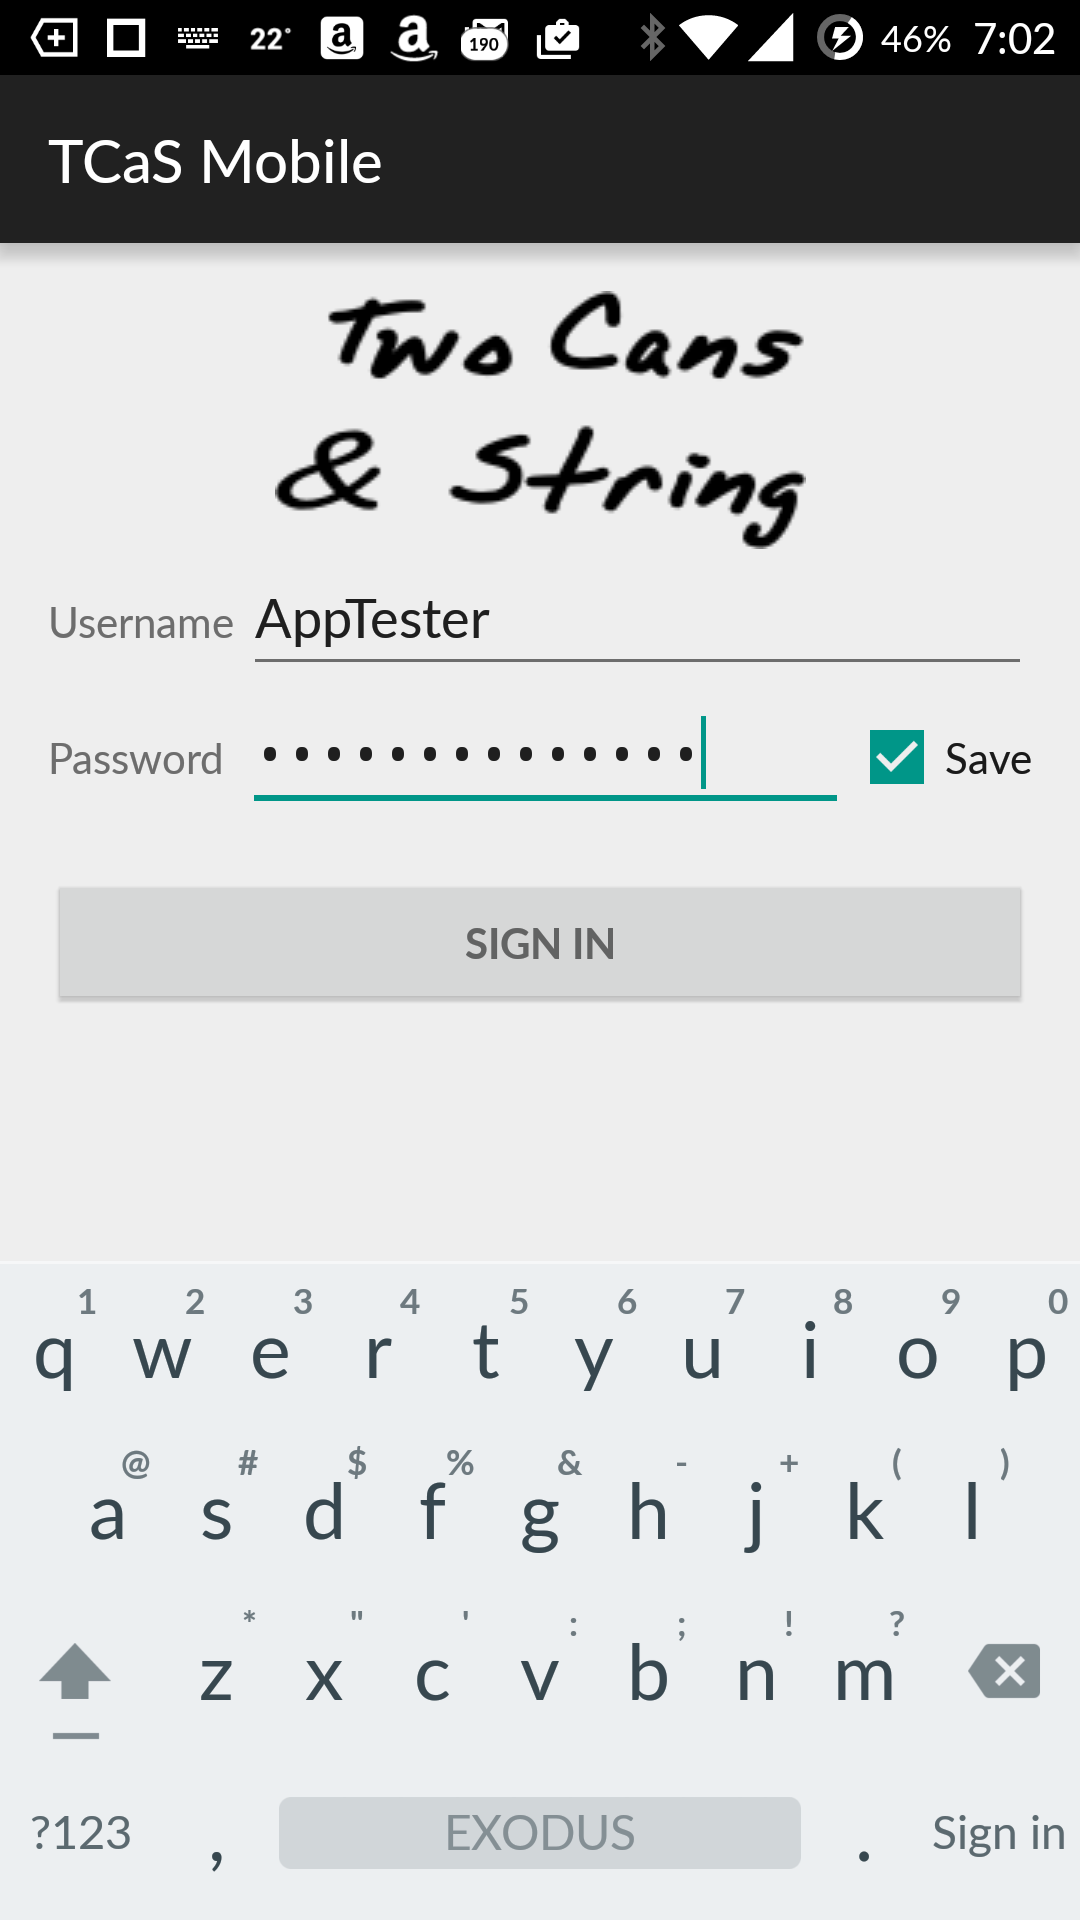 22° 190 46% 7:02
TCaS Mobile
Two Cans
& String
Username AppTester
Password •••••••••••••• Save
SIGN IN
1 2 3 4 5 6 7 8 9 0
q w e r t y u i o p
@ # $ % & - + ( )
a s d f g h j k l
* " ' : ; ! ?
z x c v b n m
?123 , EXODUS . Sign in